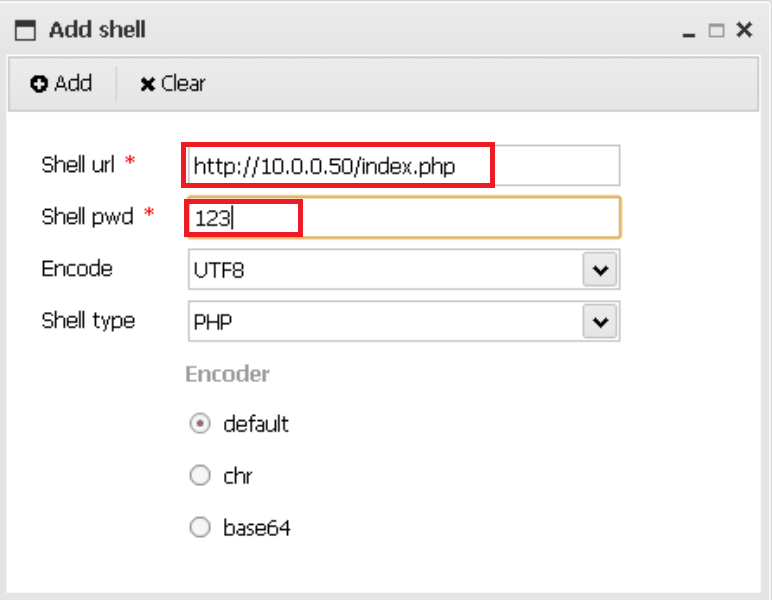 Add shell
Add Clear
Shell url * http://10.0.0.50/index.php
Shell pwd * 123
Encode UTF8
Shell type PHP
Encoder
default
chr
base64